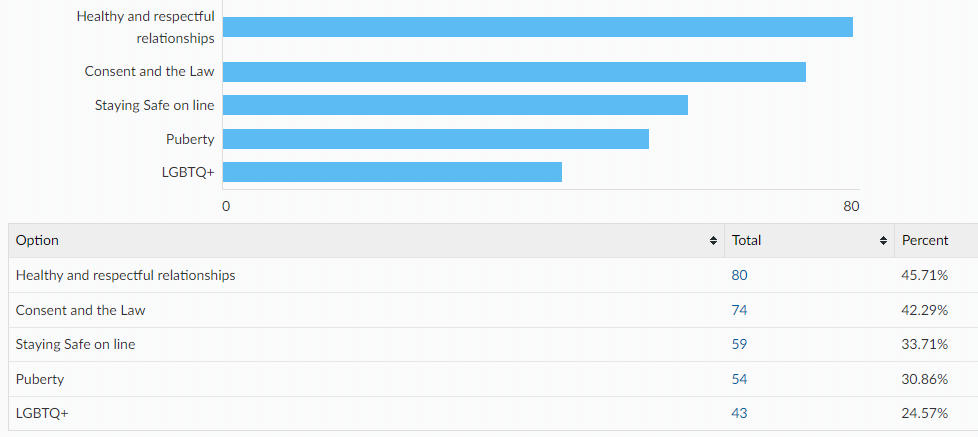 Healthy and respectful
relationships
Consent and the Law
Staying Safe on line
Puberty
LGBTQ+
0 80
Option Total Percent
Healthy and respectful relationships 80 45.71%
Consent and the Law 74 42.29%
Staying Safe on line 59 33.71%
Puberty 54 30.86%
LGBTQ+ 43 24.57%